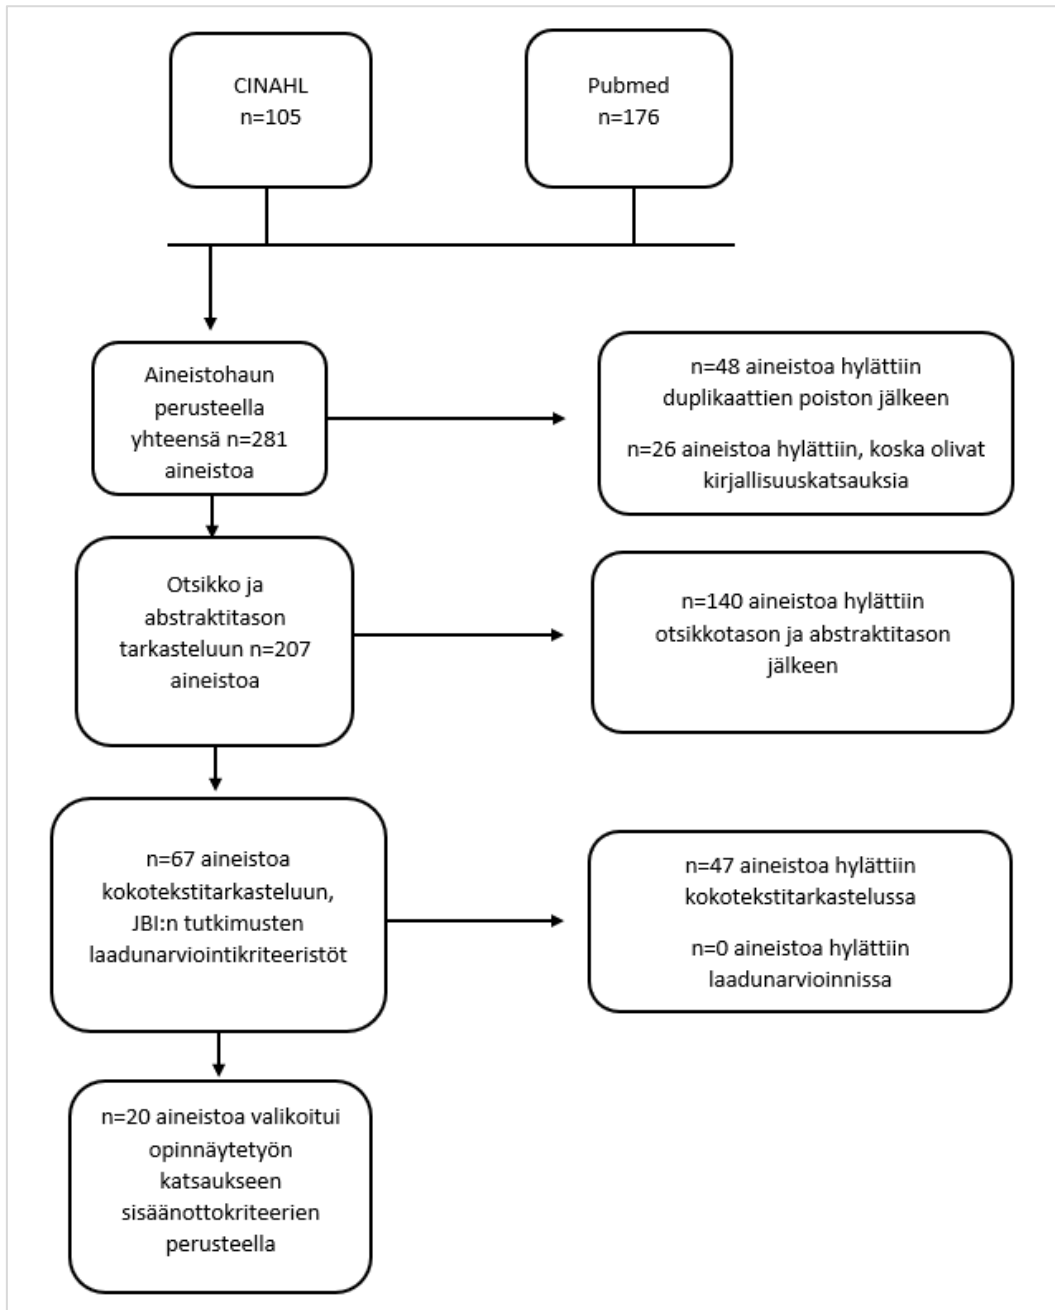 CINAHL
n=105
Pubmed
n=176
Aineistohaun
perusteella
yhteensä n=281
aineistoa
n=48 aineistoa hylättiin
duplikaattien poiston jälkeen
n=26 aineistoa hylättiin, koska olivat
kirjallisuuskatsauksia
Otsikko ja
abstraktitason
tarkasteluun n=207
aineistoa
n=140 aineistoa hylättiin
otsikkotason ja abstraktitason
jälkeen
n=67 aineistoa
kokotekstitarkasteluun,
JBI:n tutkimusten
laadunarviointikriteeristöt
n=47 aineistoa hylättiin
kokotekstitarkastelussa
n=0 aineistoa hylättiin
laadunarvioinnissa
n=20 aineistoa valikoitui
opinnäytetyön
katsaukseen
sisäänottokriteerien
perusteella